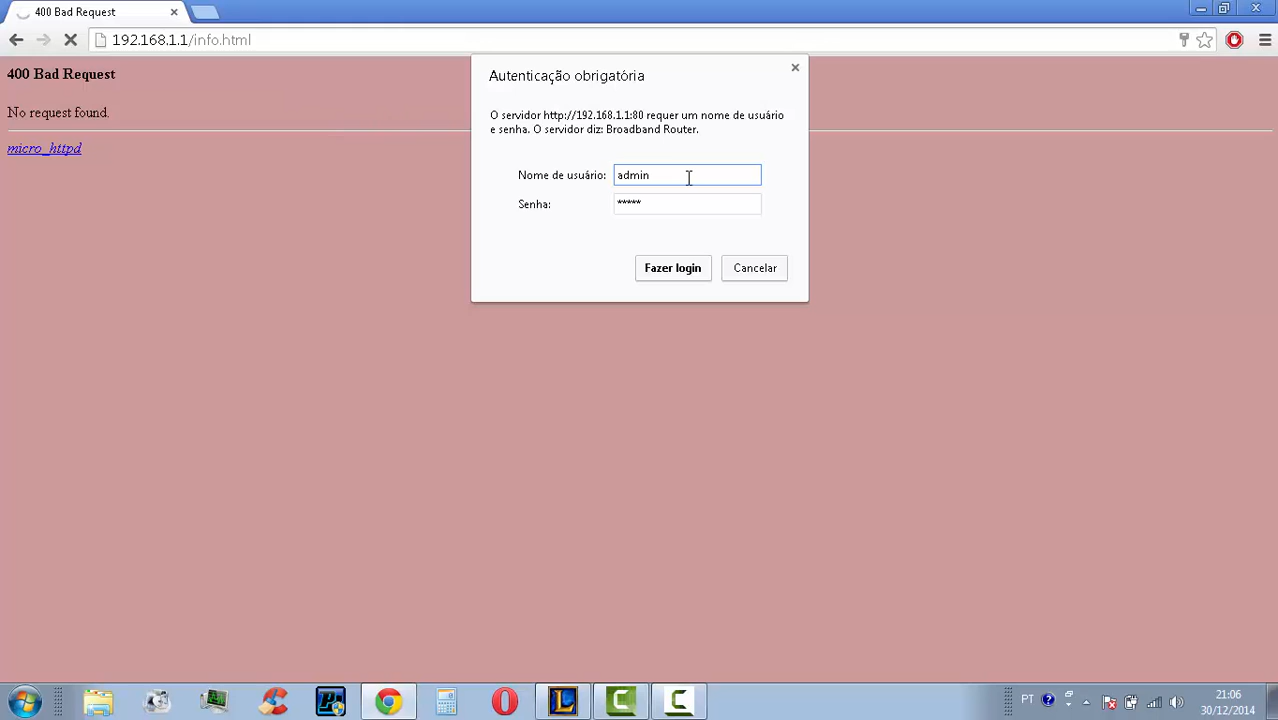 400 Bad Request
192.168.1.1/info.html
400 Bad Request
No request found.
micro_httpd
Autenticação obrigatória
O servidor http://192.168.1.1:80 requer um nome de usuário
e senha. O servidor diz: Broadband Router.
Nome de usuário: admin
Senha: *****
Fazer login Cancelar
PT
21:06
30/12/2014